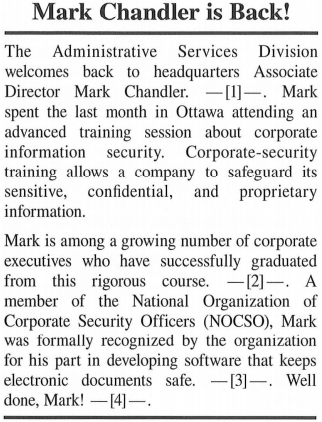 Mark Chandler is Back!
The Administrative Services Division
welcomes back to headquarters Associate
Director Mark Chandler. —[1]—. Mark
spent the last month in Ottawa attending an
advanced training session about corporate
information security. Corporate-security
training allows a company to safeguard its
sensitive, confidential, and proprietary
information.
Mark is among a growing number of corporate
executives who have successfully graduated
from this rigorous course. —[2]—. A
member of the National Organization of
Corporate Security Officers (NOCSO), Mark
was formally recognized by the organization
for his part in developing software that keeps
electronic documents safe. —[3]—. Well
done, Mark! —[4]—.